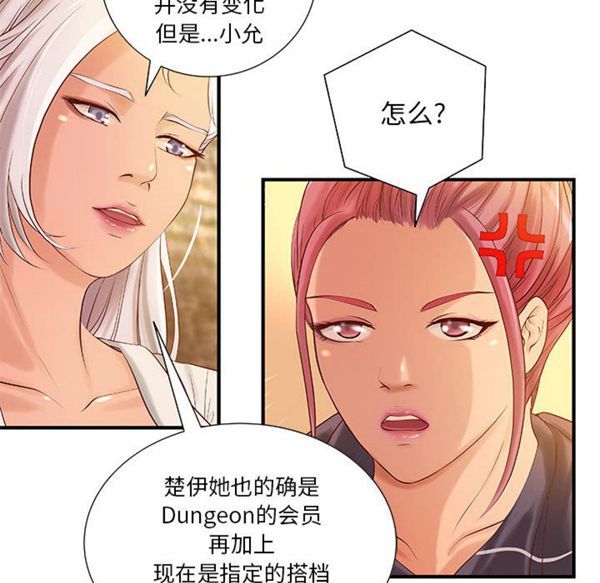 并没有变化
但是...小允
怎么?
楚伊她也的确是
Dungeon的会员
再加上
现在是指定的搭档